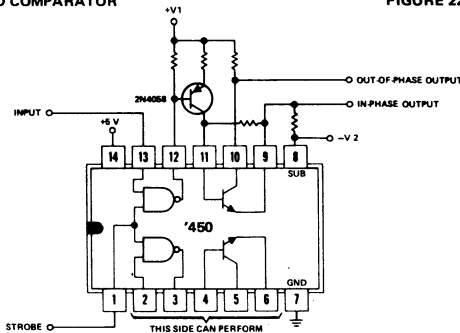 D COMPARATOR
FIGURE 22
+V1
2N4058
OUT-OF-PHASE OUTPUT
IN-PHASE OUTPUT
INPUT
+5 V
-V 2
14 13 12 11 10 9 8
SUB
'450
GND
1 2 3 4 5 6 7
STROBE
THIS SIDE CAN PERFORM